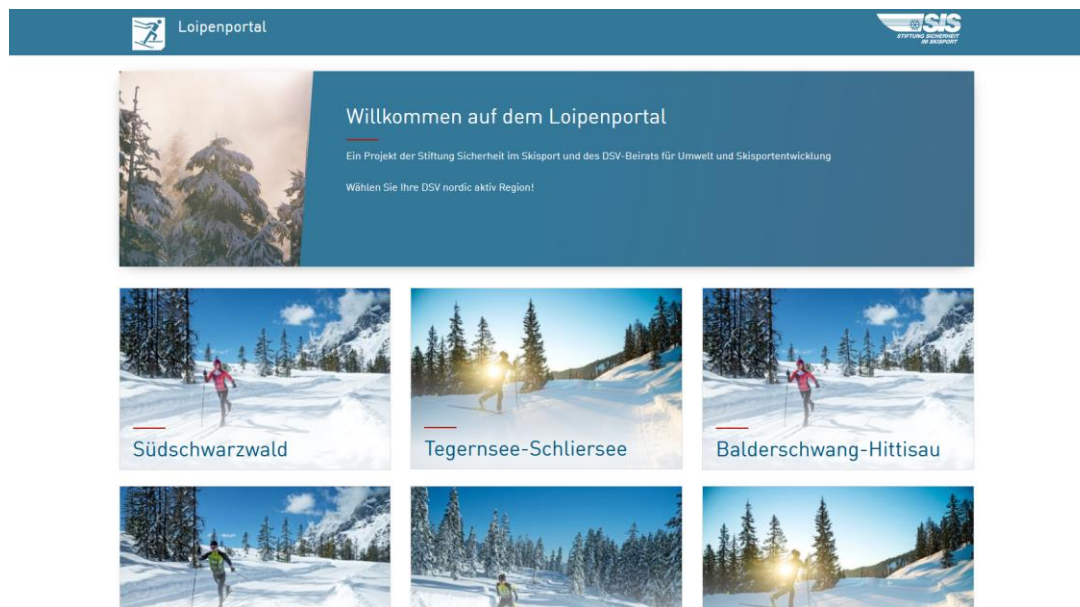 Loipenportal
SIS
STIFTUNG SICHERHEIT
IM SKISPORT
Willkommen auf dem Loipenportal
Ein Projekt der Stiftung Sicherheit im Skisport und des DSV-Beirats für Umwelt und Skisportentwicklung
Wählen Sie Ihre DSV nordic aktiv Region!
Südschwarzwald
Tegernsee-Schliersee
Balderschwang-Hittisau